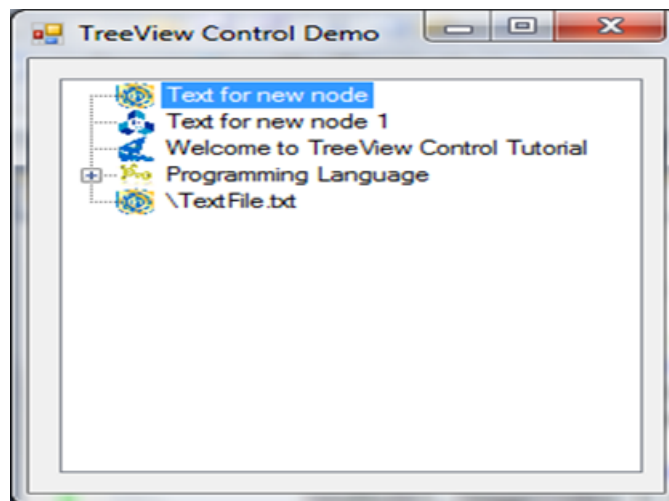 TreeView Control Demo
Text for new node
Text for new node 1
Welcome to TreeView Control Tutorial
Programming Language
\TextFile.txt